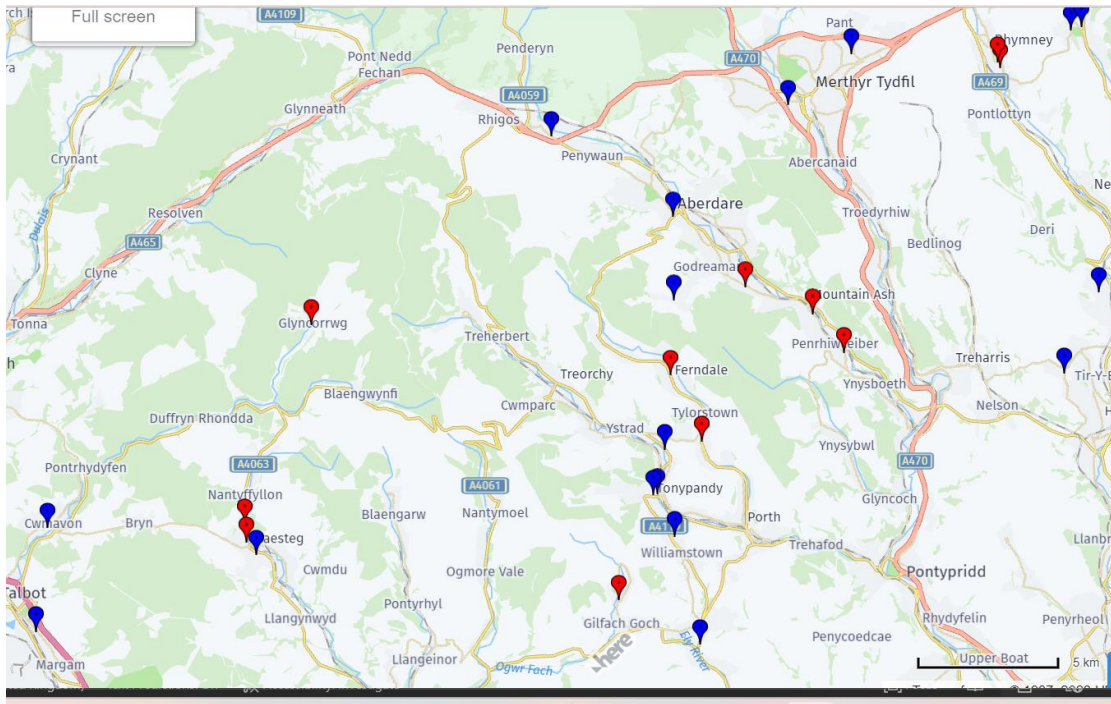 Full screen
A4109
Pant
Rhymney
Penderyn
Pont Nedd
Fechan
A470
Merthyr Tydfil
A4059
A469
Glynneath
Rhigos
Pontlottyn
Crynant
Penywaun
Abercanaid
Dulais
Resolven
Aberdare
Troedyrhiw
Deri
A465
Bedlinog
Clyne
Godreaman
Mountain Ash
Tonna
Glyncorrwg
Treherbert
Penrhiwceiber
Treharris
Treorchy
Ferndale
Ynysboeth
Blaengwynfi
Cwmparc
Nelson
Duffryn Rhondda
Tylorstown
Ystrad
Ynysybwl
Pontrhydyfen
A4063
A470
Nantyffyllon
A4061
Tonypandy
Glyncoch
Cwmavon
Bryn
Blaengarw
Nantymoel
Porth
Maesteg
Williamstown
Trehafod
Cwmdu
Ogmore Vale
Pontypridd
Pontyrhyl
Llangynwyd
Gilfach Goch
Rhydyfelin
Penyrheol
here
Ely River
Penycoedcae
Margam
Llangeinor
Ogwr Fach
Upper Boat
5 km